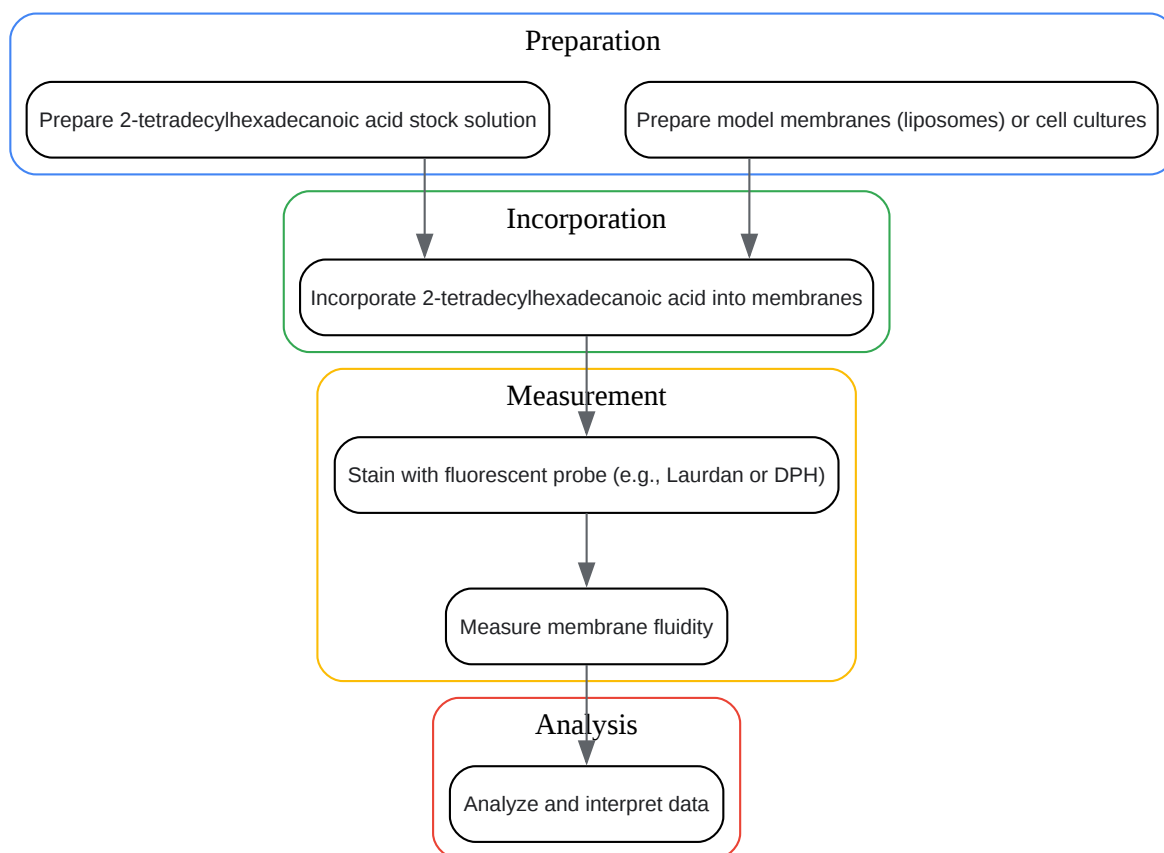 Preparation
Prepare 2-tetradecylhexadecanoic acid stock solution
Prepare model membranes (liposomes) or cell cultures
Incorporation
Incorporate 2-tetradecylhexadecanoic acid into membranes
Measurement
Stain with fluorescent probe (e.g., Laurdan or DPH)
Measure membrane fluidity
Analysis
Analyze and interpret data